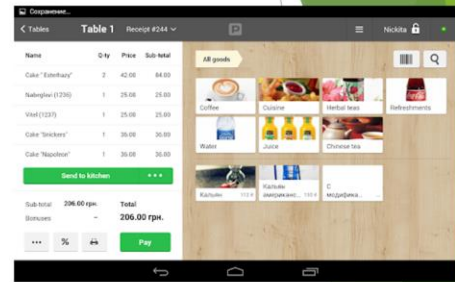 Сохранение...
Tables
Table 1
Receipt #244
Nickita
Name Q-ty Price Sub-total
Cake " Esterhazy" 2 42.00 84.00
Nabeglavi (1236) 1 25.00 25.00
Vitel (1237) 1 25.00 25.00
Cake "Snickers" 1 36.00 36.00
Cake "Napoleon" 1 36.00 36.00
Send to kitchen
Sub-total 206.00 грн.
Bonuses -
Total
206.00 грн.
%
Pay
All goods
Coffee
Cuisine
Herbal teas
Refreshments
Water
Juice
Chinese tea
Кальян
Кальян
американс...
С
модифика...